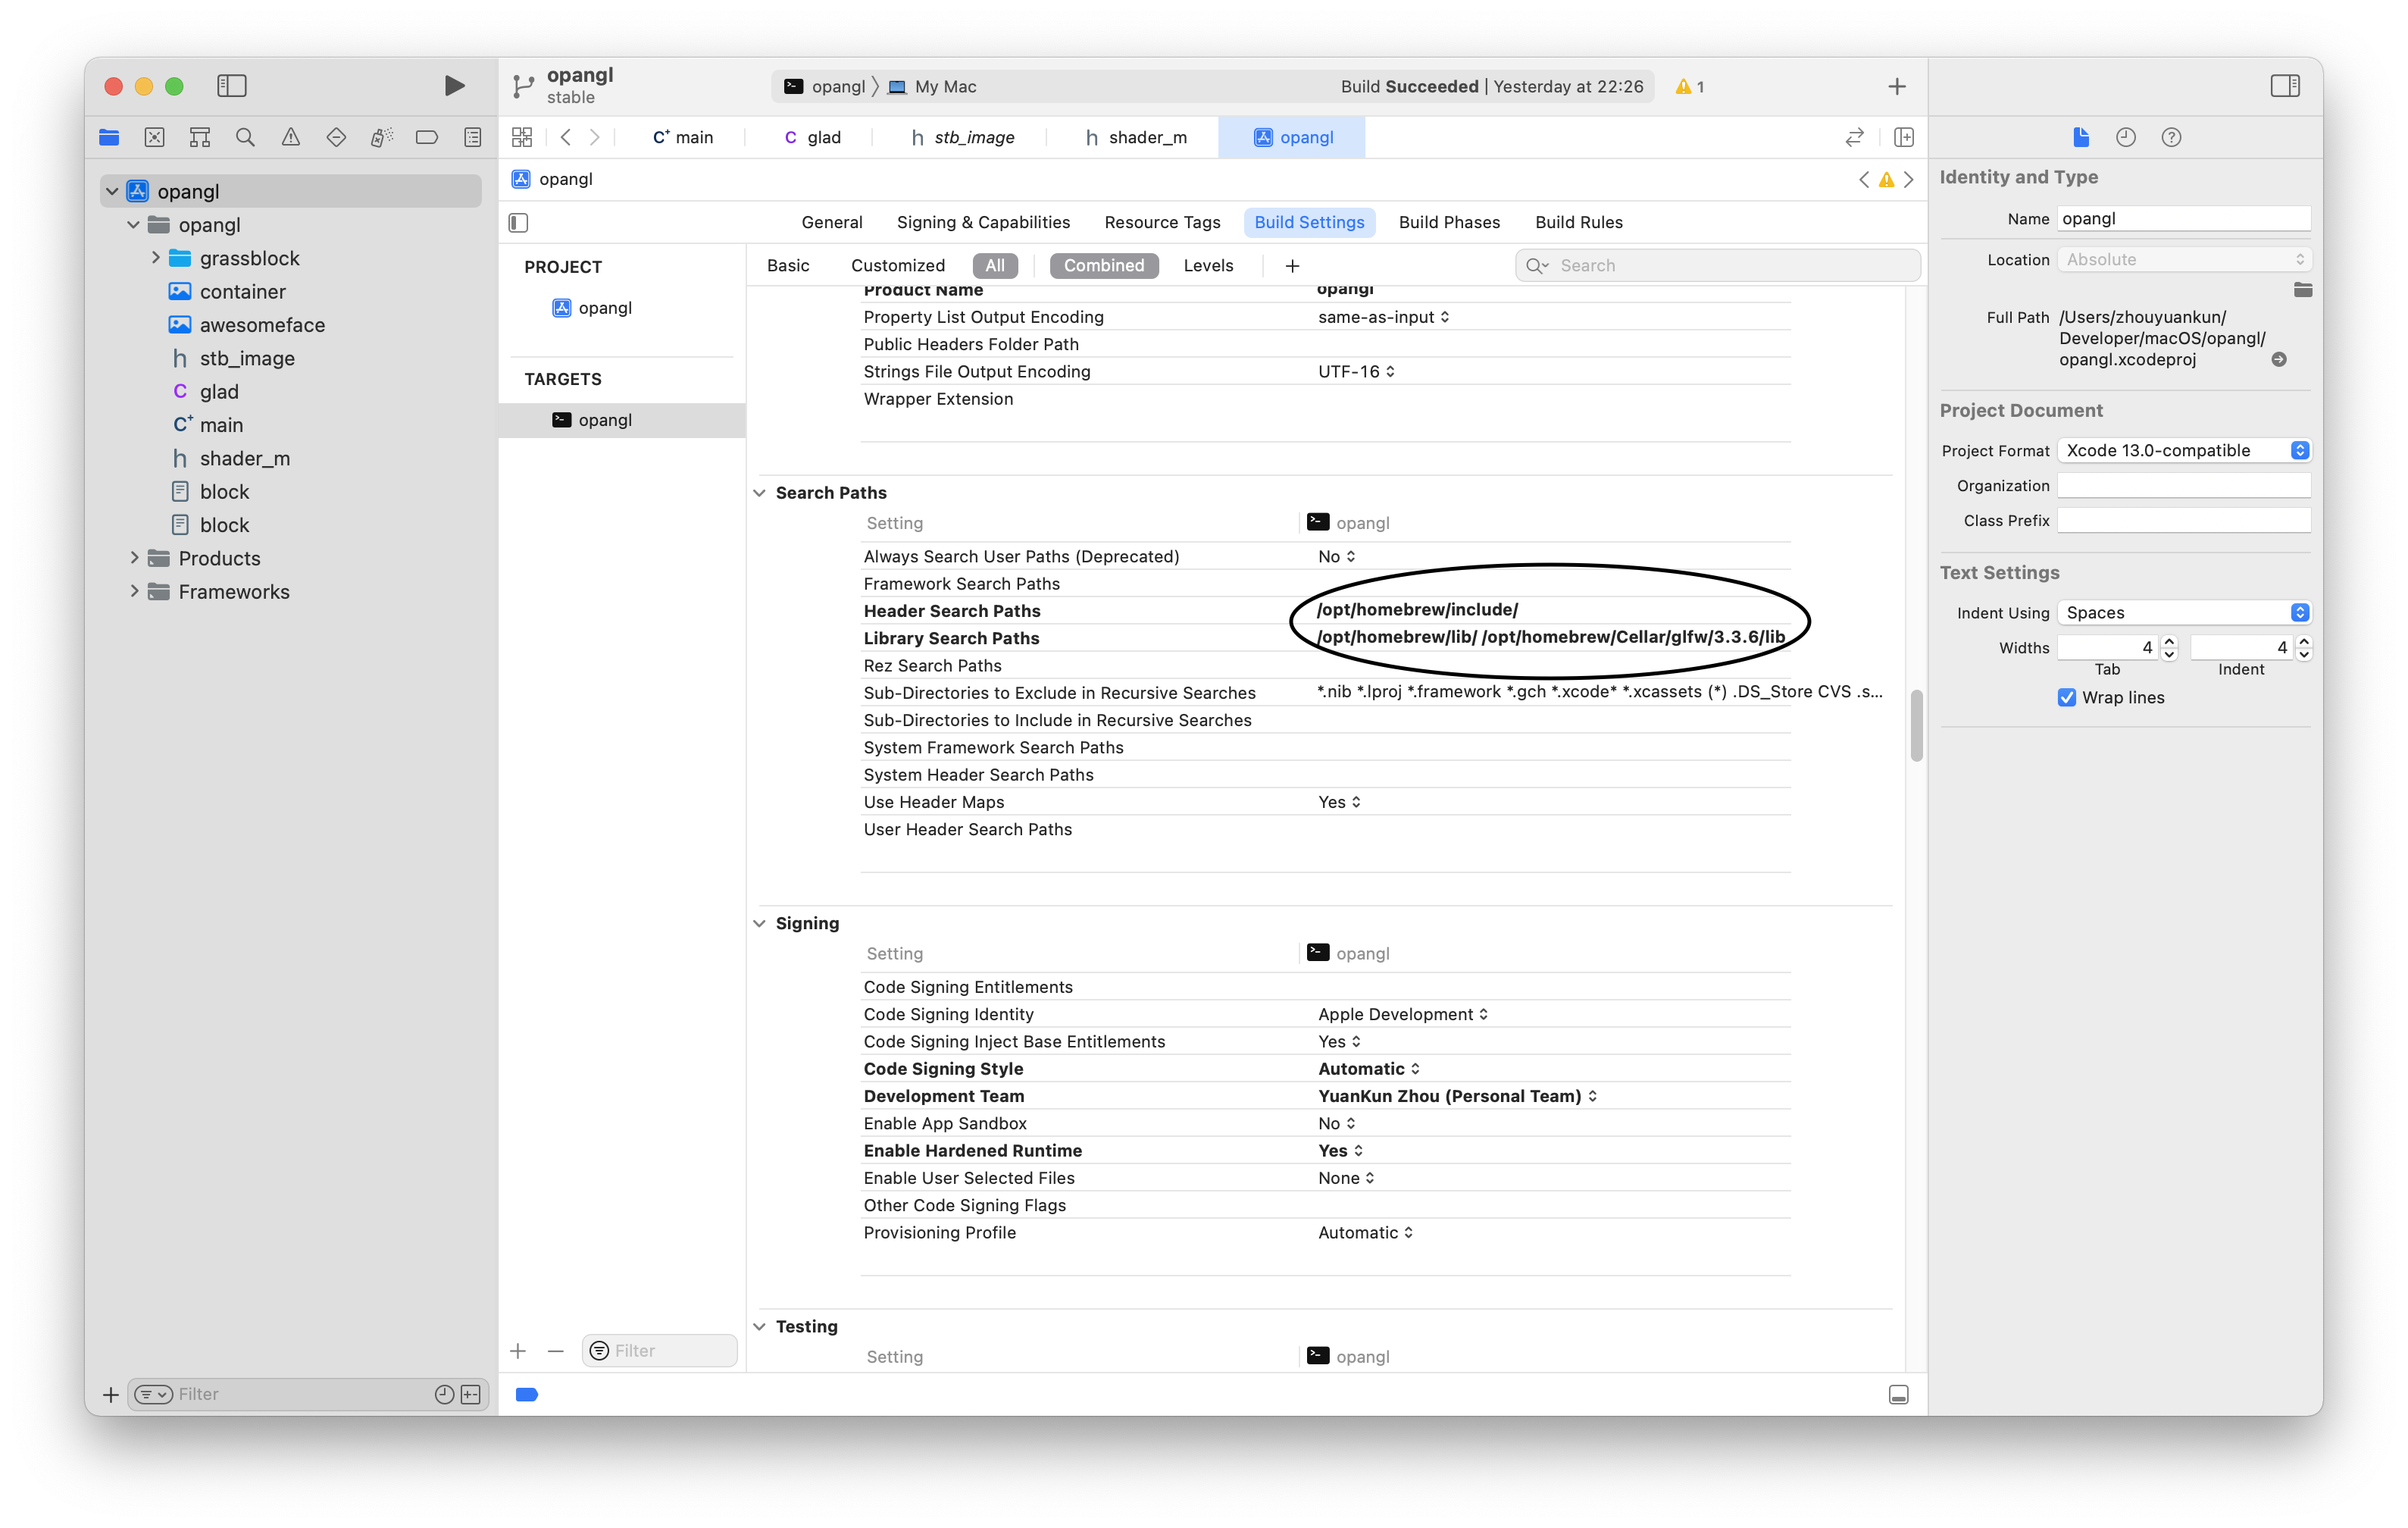 opangl
stable
opangl 〉 My Mac
Build Succeeded | Yesterday at 22:26
1
main
glad
stb_image
shader_m
opangl
opangl
opangl
opangl
grassblock
container
awesomeface
stb_image
glad
main
shader_m
block
block
Products
Frameworks
Filter
General
Signing & Capabilities
Resource Tags
Build Settings
Build Phases
Build Rules
PROJECT
opangl
TARGETS
opangl
Filter
Basic
Customized
All
Combined
Levels
Search
Product Name opangl
Property List Output Encoding same-as-input
Public Headers Folder Path
Strings File Output Encoding UTF-16
Wrapper Extension
Search Paths
Setting opangl
Always Search User Paths (Deprecated) No
Framework Search Paths
Header Search Paths /opt/homebrew/include/
Library Search Paths /opt/homebrew/lib/ /opt/homebrew/Cellar/glfw/3.3.6/lib
Rez Search Paths
Sub-Directories to Exclude in Recursive Searches *.nib *.lproj *.framework *.gch *.xcode* *.xcassets (*) .DS_Store CVS .s...
Sub-Directories to Include in Recursive Searches
System Framework Search Paths
System Header Search Paths
Use Header Maps Yes
User Header Search Paths
Signing
Setting opangl
Code Signing Entitlements
Code Signing Identity Apple Development
Code Signing Inject Base Entitlements Yes
Code Signing Style Automatic
Development Team YuanKun Zhou (Personal Team)
Enable App Sandbox No
Enable Hardened Runtime Yes
Enable User Selected Files None
Other Code Signing Flags
Provisioning Profile Automatic
Testing
Setting opangl
Identity and Type
Name opangl
Location Absolute
Full Path /Users/zhouyuankun/
Developer/macOS/opangl/
opangl.xcodeproj
Project Document
Project Format Xcode 13.0-compatible
Organization
Class Prefix
Text Settings
Indent Using Spaces
Widths 4 4
Tab Indent
Wrap lines